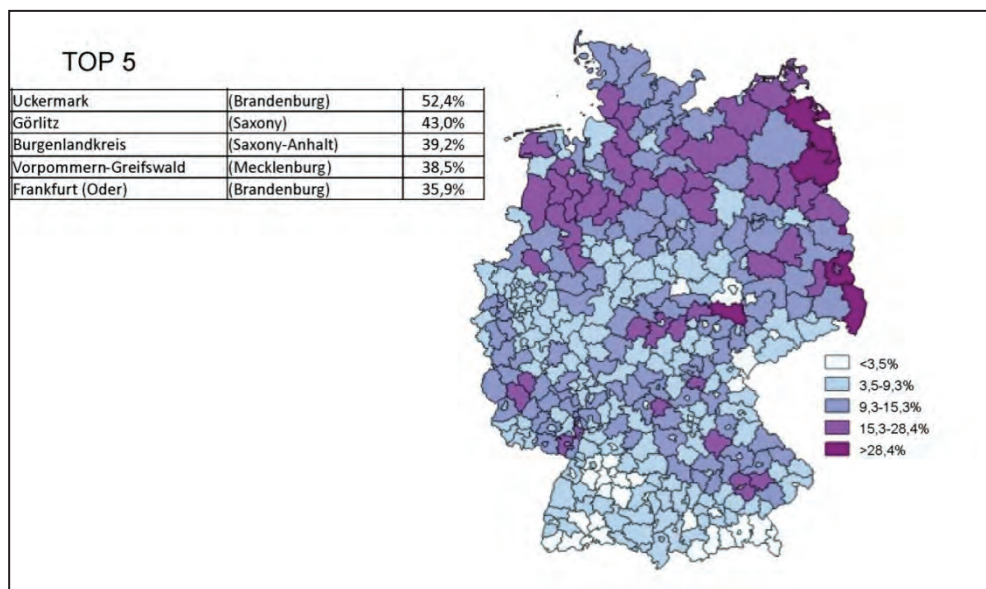 TOP 5
Uckermark (Brandenburg) 52,4%
Görlitz (Saxony) 43,0%
Burgenlandkreis (Saxony-Anhalt) 39,2%
Vorpommern-Greifswald (Mecklenburg) 38,5%
Frankfurt (Oder) (Brandenburg) 35,9%
<3,5%
3,5-9,3%
9,3-15,3%
15,3-28,4%
>28,4%